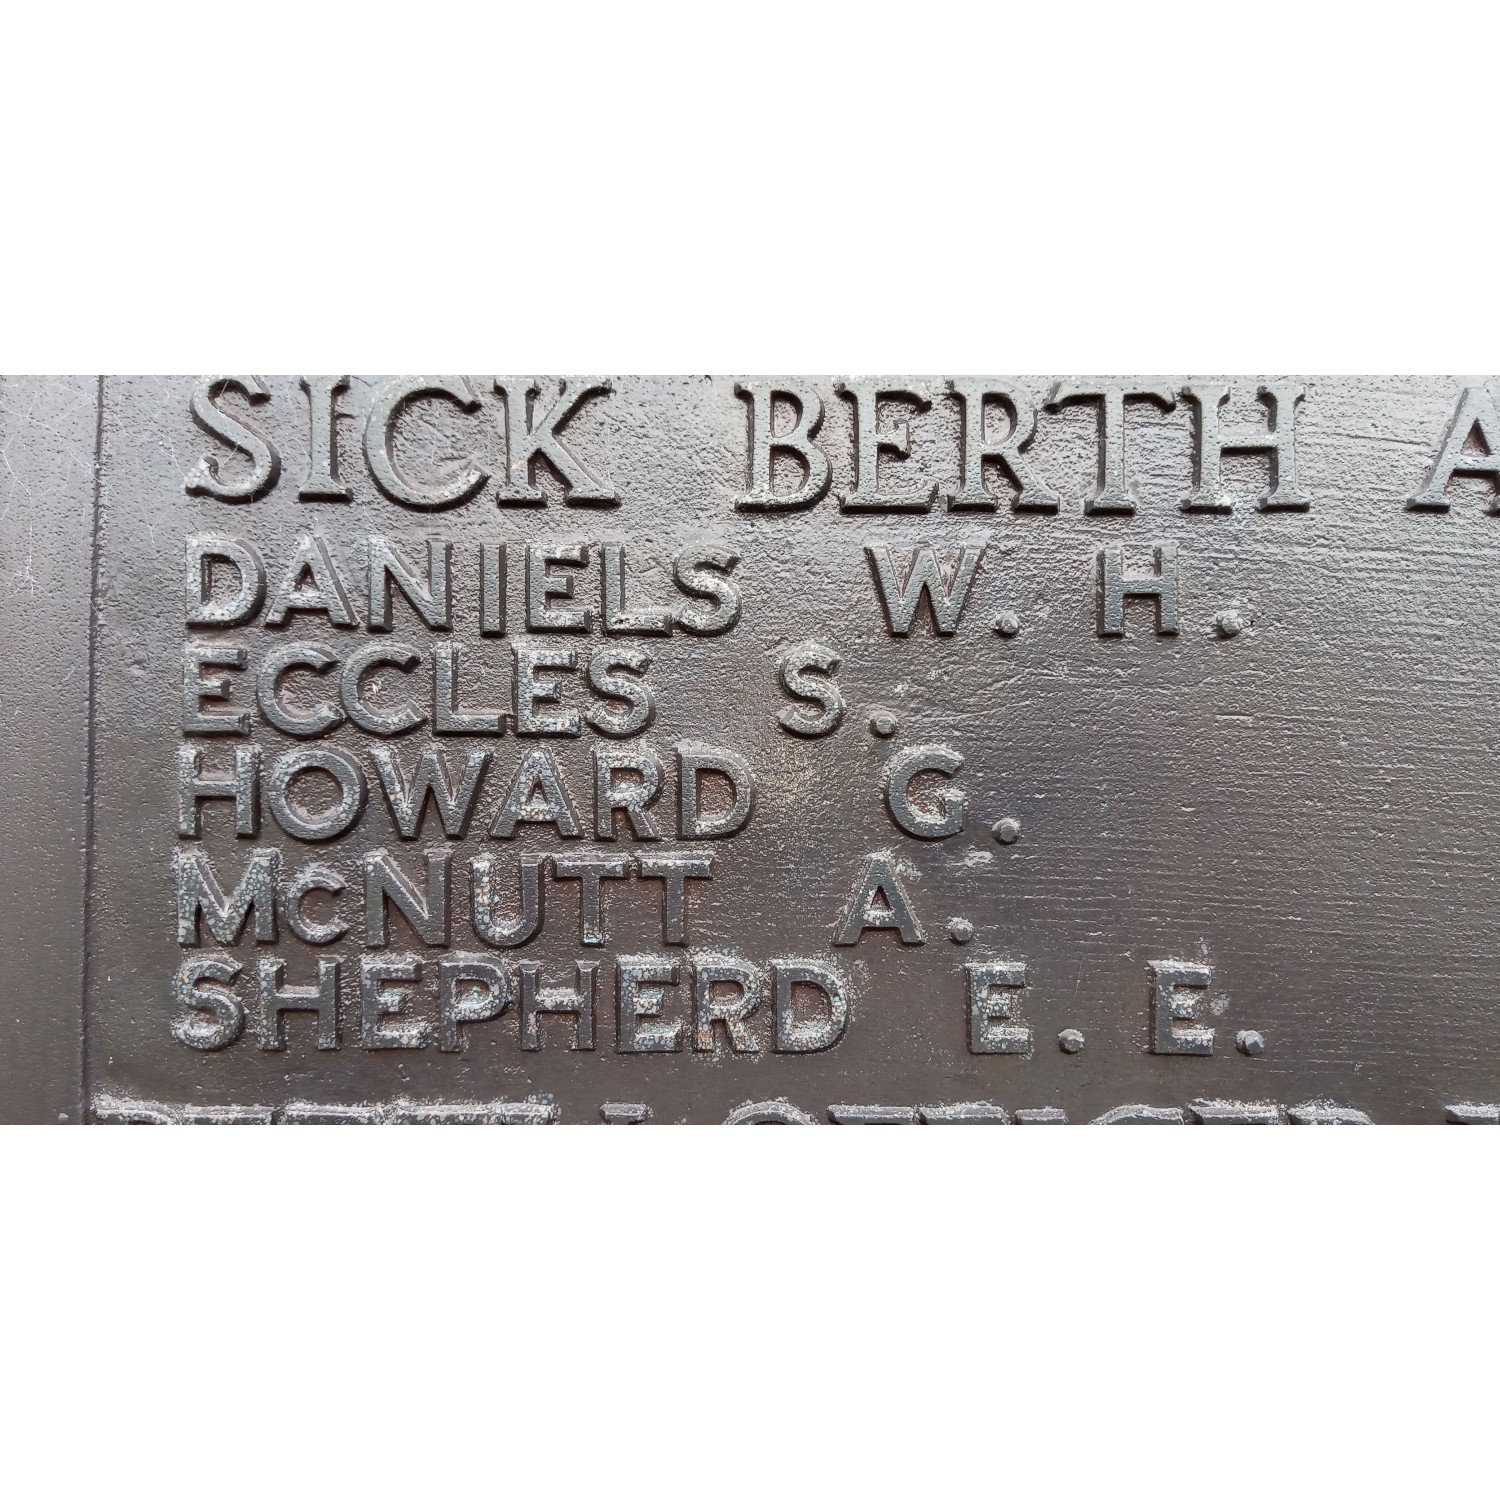 SICK BERTH A
DANIELS W. H.
ECCLES S.
HOWARD G.
McNUTT A.
SHEPHERD E. E.